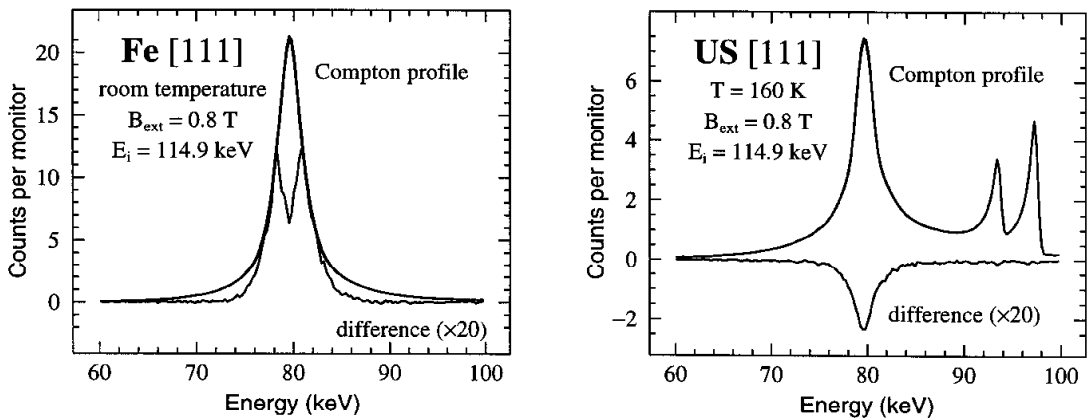 Fe [111]
room temperature
B_ext = 0.8 T
E_i = 114.9 keV
Compton profile
difference (×20)
Counts per monitor
20
15
10
5
0
60
70
80
90
100
Energy (keV)
US [111]
T = 160 K
B_ext = 0.8 T
E_i = 114.9 keV
Compton profile
difference (×20)
Counts per monitor
6
4
2
0
−2
60
70
80
90
100
Energy (keV)